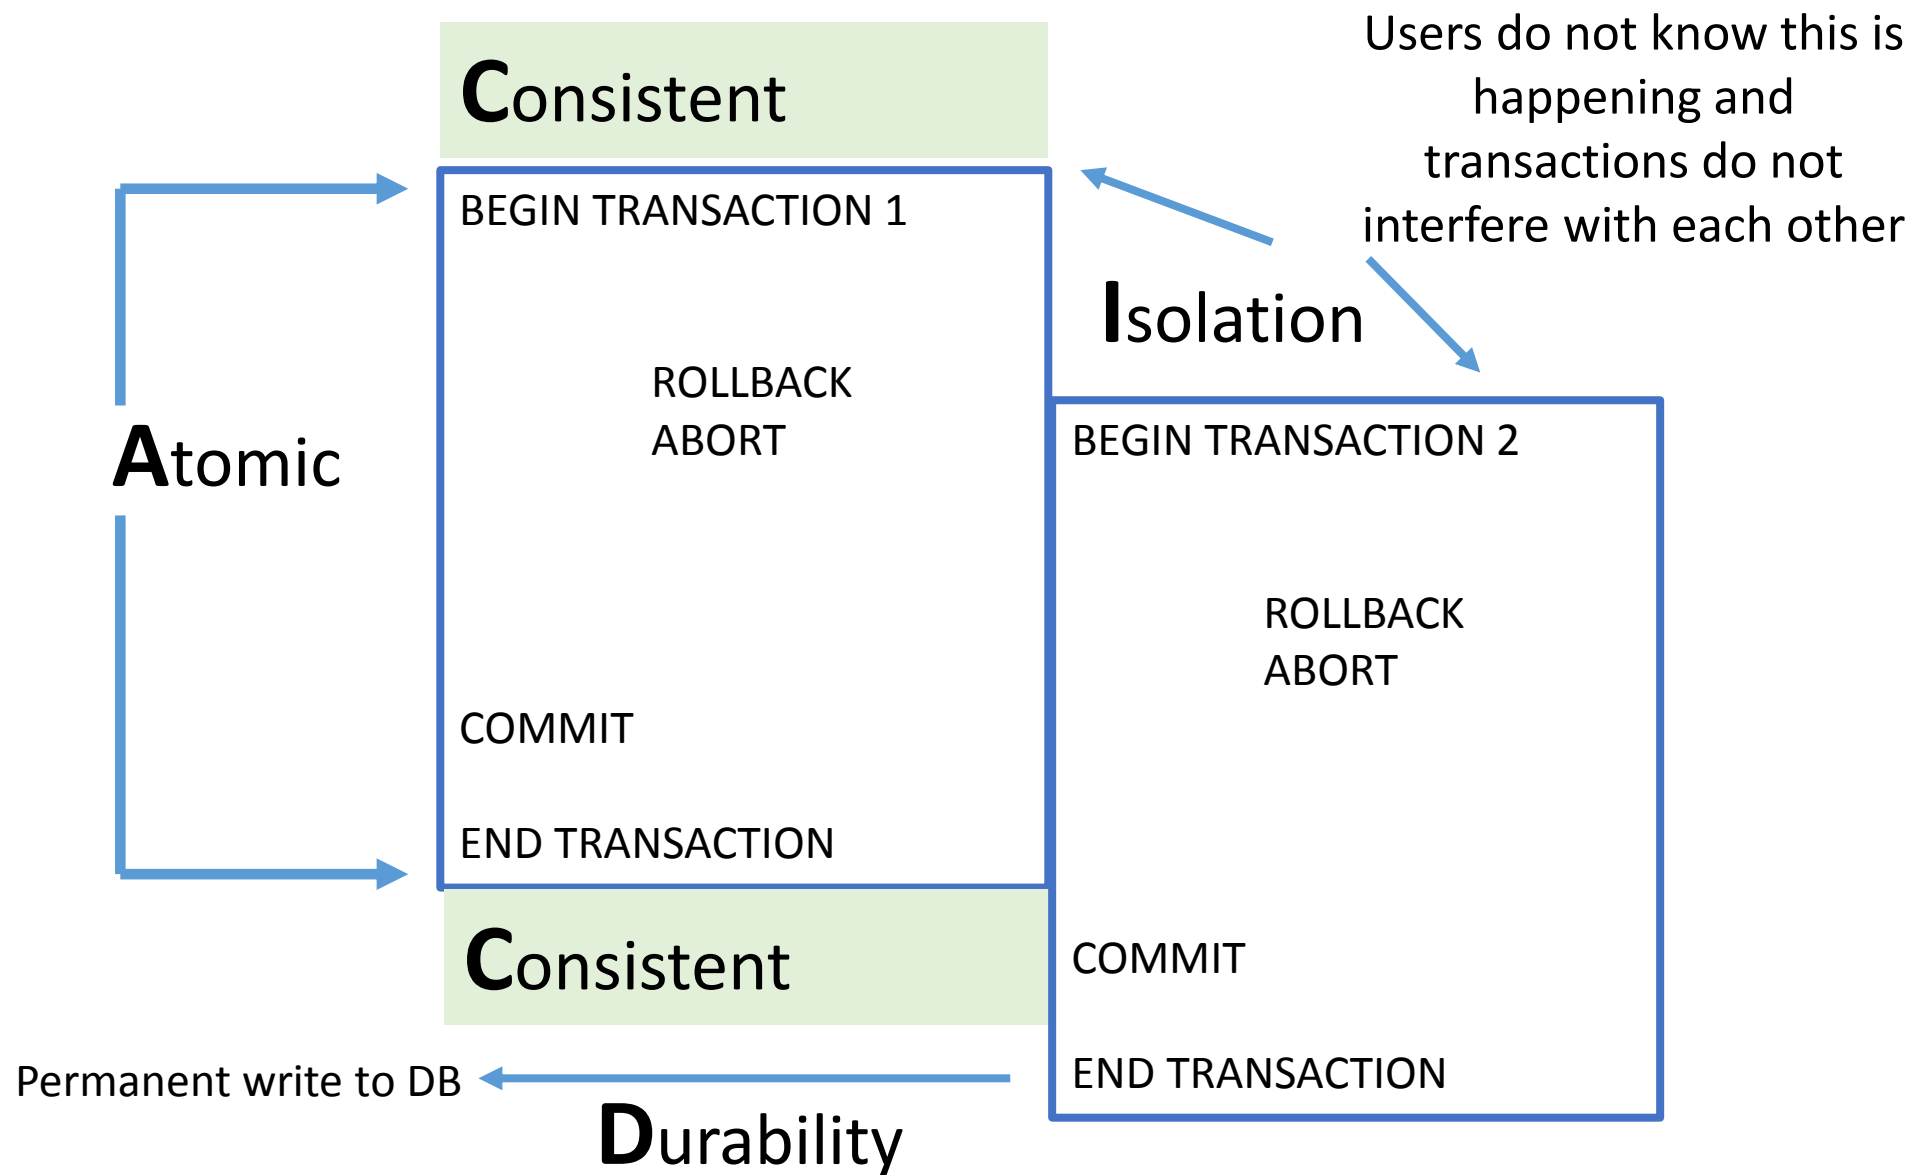 Consistent
Users do not know this is
happening and
transactions do not
interfere with each other
BEGIN TRANSACTION 1
Isolation
ROLLBACK
ABORT
Atomic
BEGIN TRANSACTION 2
ROLLBACK
ABORT
COMMIT
END TRANSACTION
Consistent
COMMIT
END TRANSACTION
Permanent write to DB
Durability